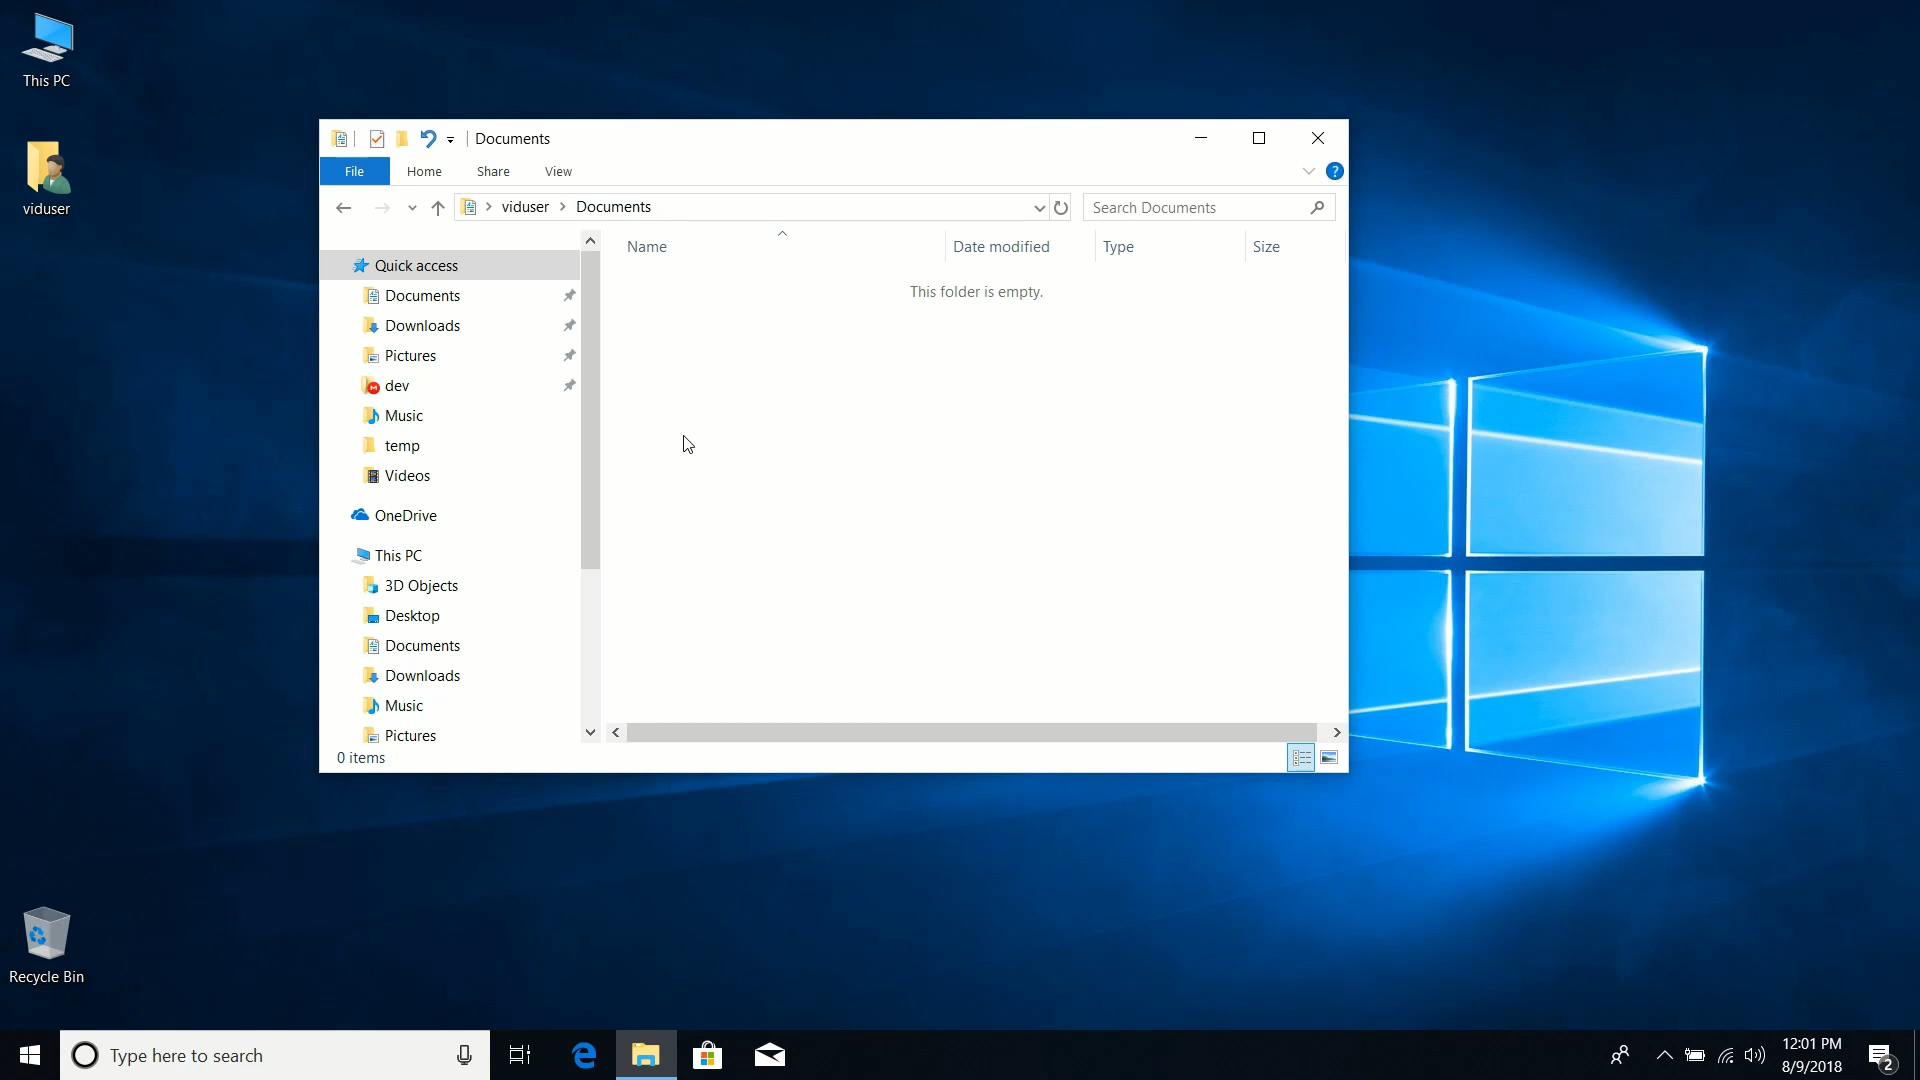 This PC
viduser
Recycle Bin
Documents
File Home Share View
?
viduser Documents
Search Documents
Name Date modified Type Size
This folder is empty.
Quick access
Documents
Downloads
Pictures
dev
Music
temp
Videos
OneDrive
This PC
3D Objects
Desktop
Documents
Downloads
Music
Pictures
0 items
Type here to search
12:01 PM
8/9/2018
2